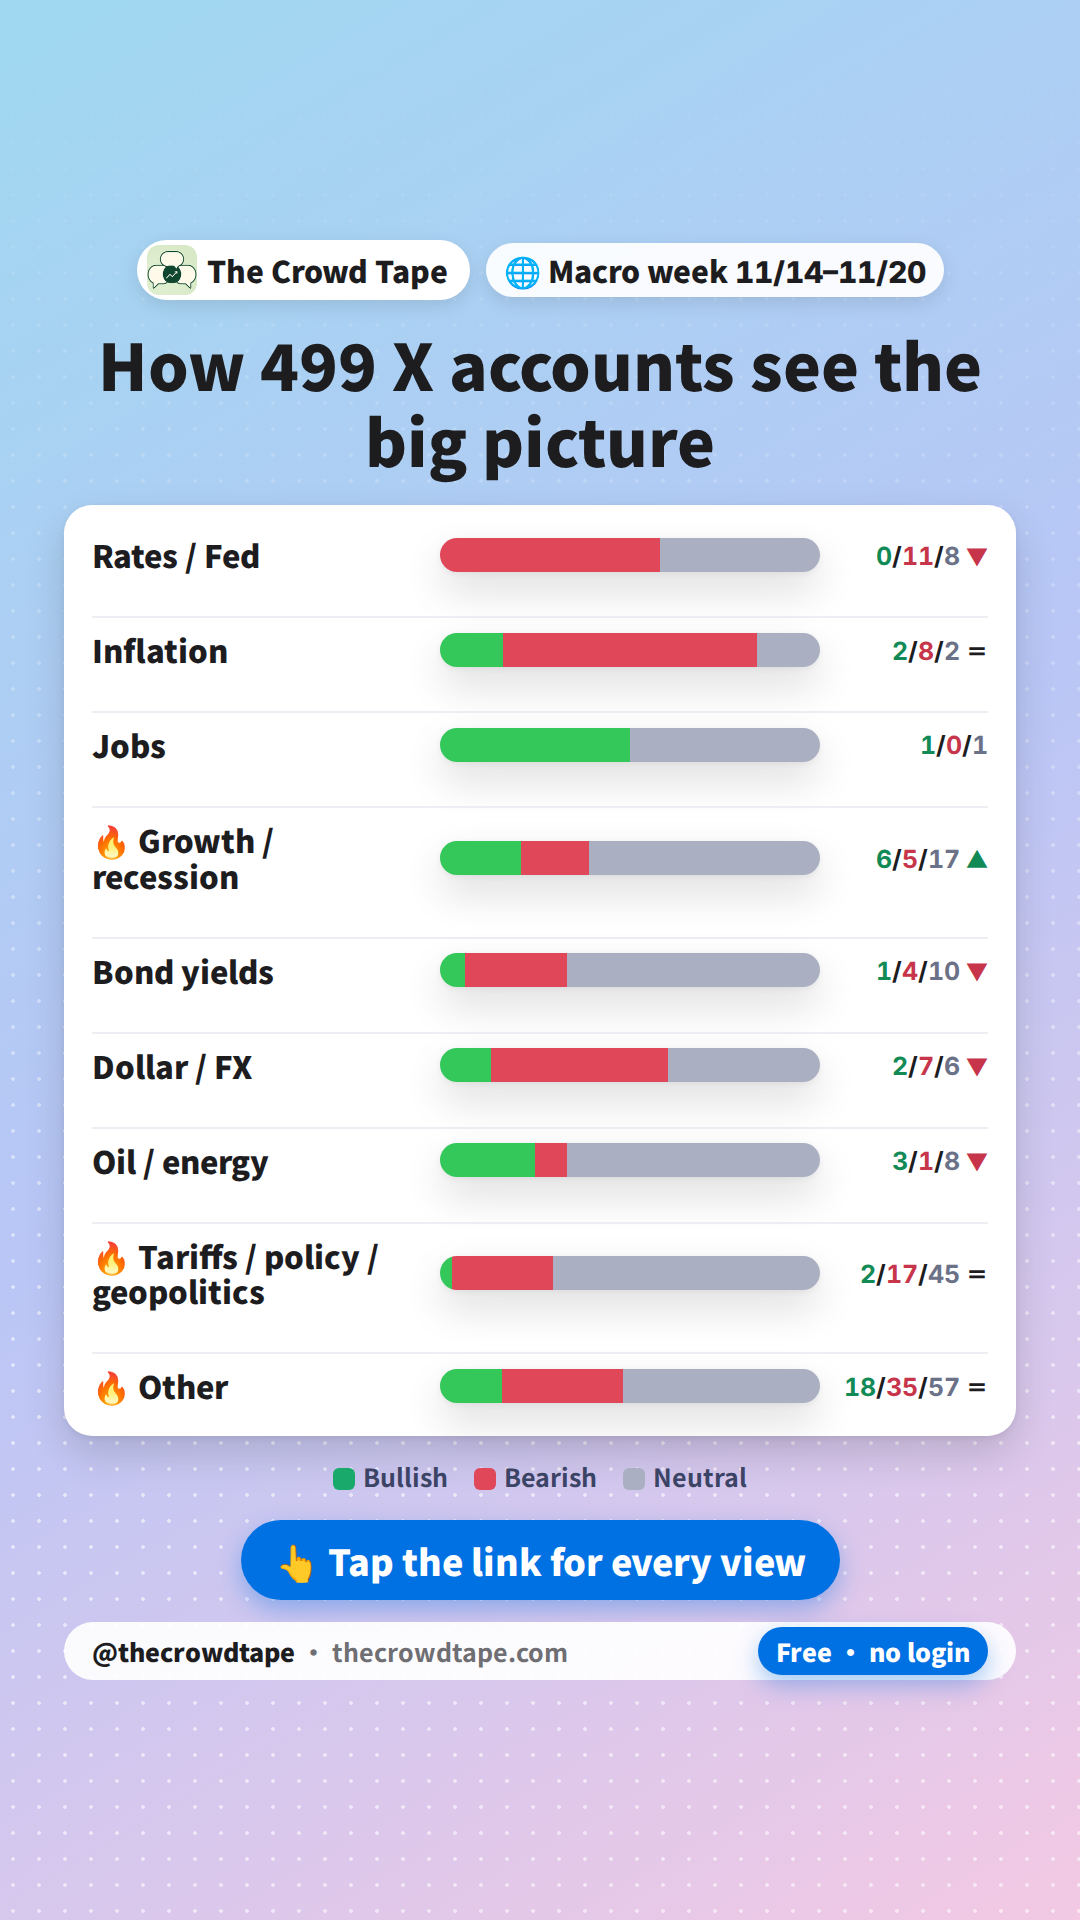 The Crowd Tape
🌐 Macro week 11/14–11/20
How 499 X accounts see the
big picture
Rates / Fed
0/11/8 ▼
Inflation
2/8/2 =
Jobs
1/0/1
🔥 Growth /
recession
6/5/17 ▲
Bond yields
1/4/10 ▼
Dollar / FX
2/7/6 ▼
Oil / energy
3/1/8 ▼
🔥 Tariffs / policy /
geopolitics
2/17/45 =
🔥 Other
18/35/57 =
Bullish Bearish Neutral
👆 Tap the link for every view
@thecrowdtape • thecrowdtape.com
Free • no login